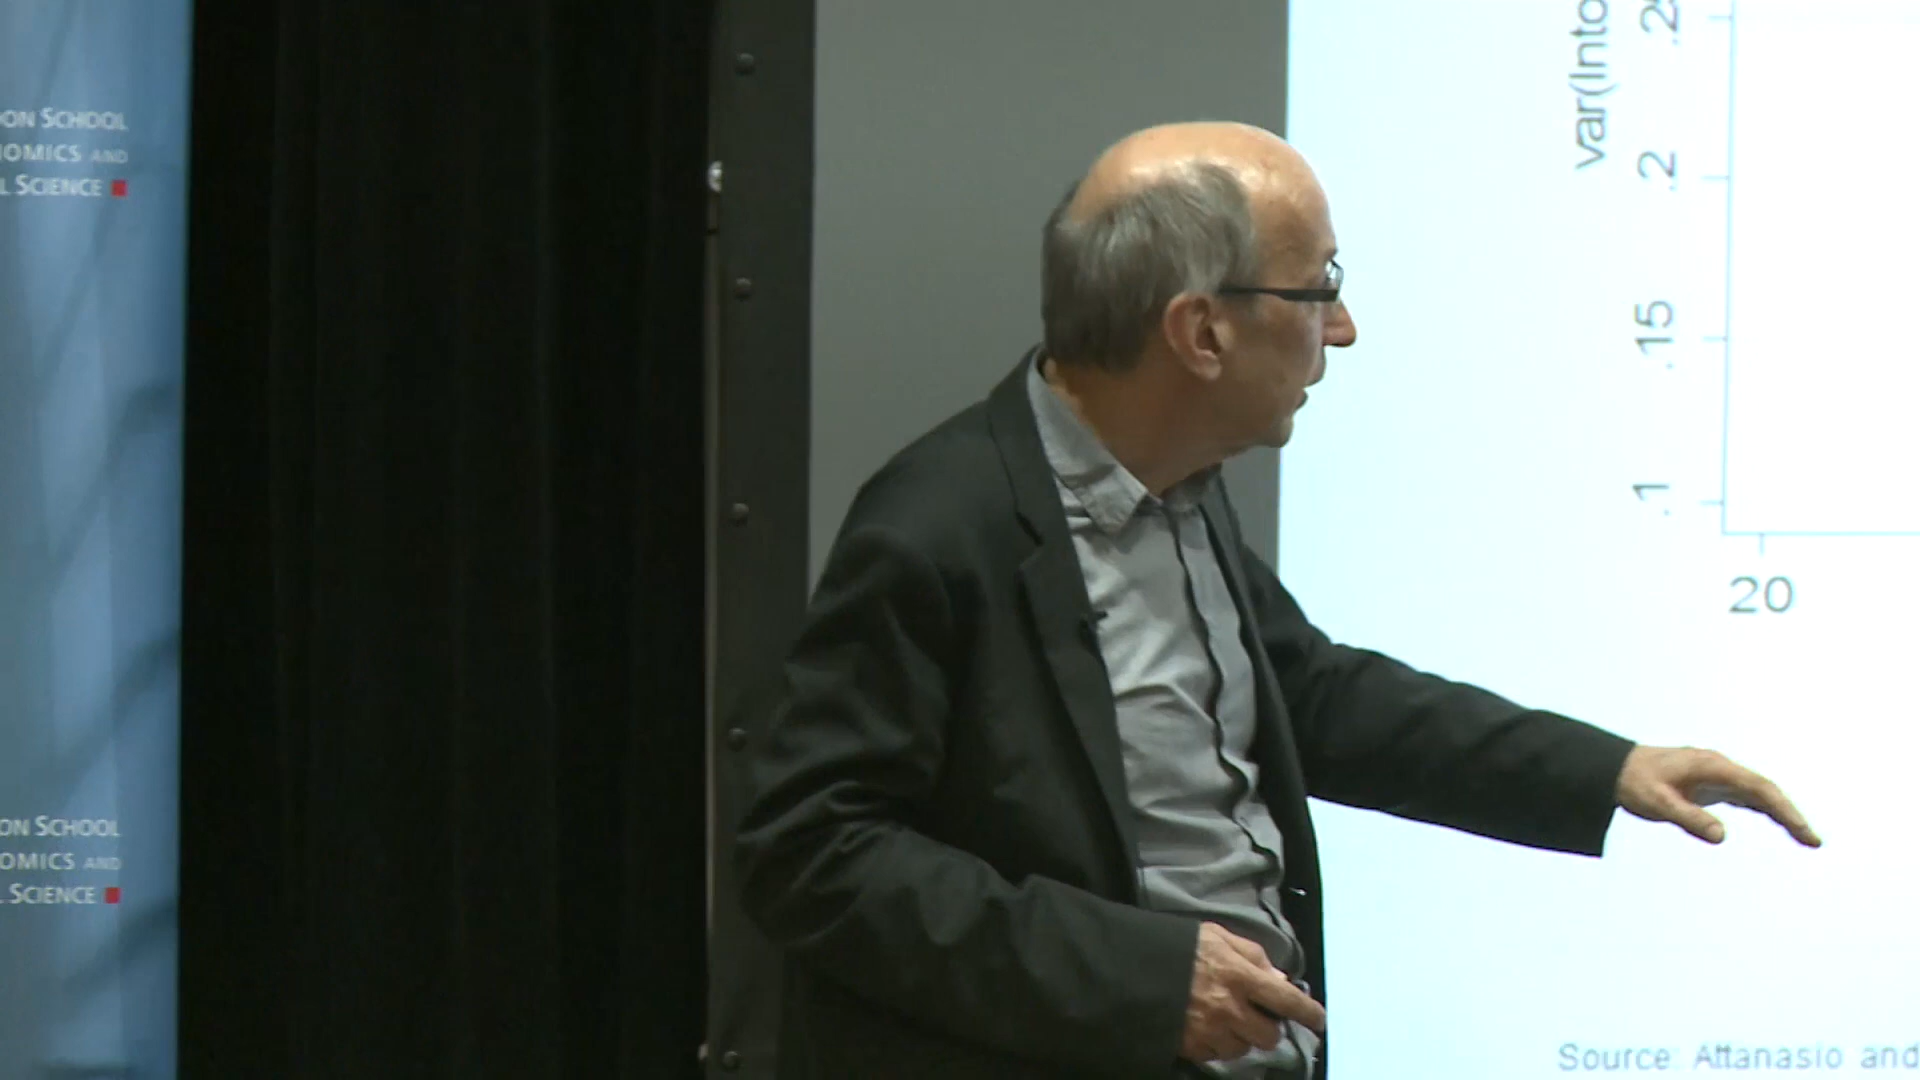 ON SCHOOL
OMICS AND
L SCIENCE
ON SCHOOL
OMICS AND
L SCIENCE
var(lnto
.2
.15
.1
20
Source: Attanasio and